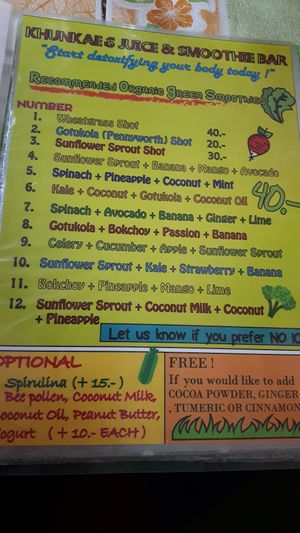 KHUNKAE'S JUICE & SMOOTHIE BAR
"Start detoxifying your body today !"
RECOMMENDED ORGANIC GREEN SMOOTHIES
NUMBER
1. Wheatgrass Shot 40.-
2. Gotukola (Pennyworth) Shot 20.-
3. Sunflower Sprout Shot 30.-
4. Sunflower Sprout + Banana + Mango + Avocado
5. Spinach + Pineapple + Coconut + Mint
40.-
6. Kale + Coconut + Gotukola + Coconut Oil
7. Spinach + Avocado + Banana + Ginger + Lime
8. Gotukola + Bokchoy + Passion + Banana
9. Celery + Cucumber + Apple + Sunflower Sprout
10. Sunflower Sprout + Kale + Strawberry + Banana
11. Bokchoy + Pineapple + Mango + Lime
12. Sunflower Sprout + Coconut Milk + Coconut
+ Pineapple
Let us know if you prefer NO IC
OPTIONAL
Spirulina (+ 15.-)
Bee pollen, Coconut Milk,
Coconut Oil, Peanut Butter,
Yogurt (+ 10.- EACH)
FREE !
If you would like to add
COCOA POWDER, GINGER
, TUMERIC OR CINNAMON